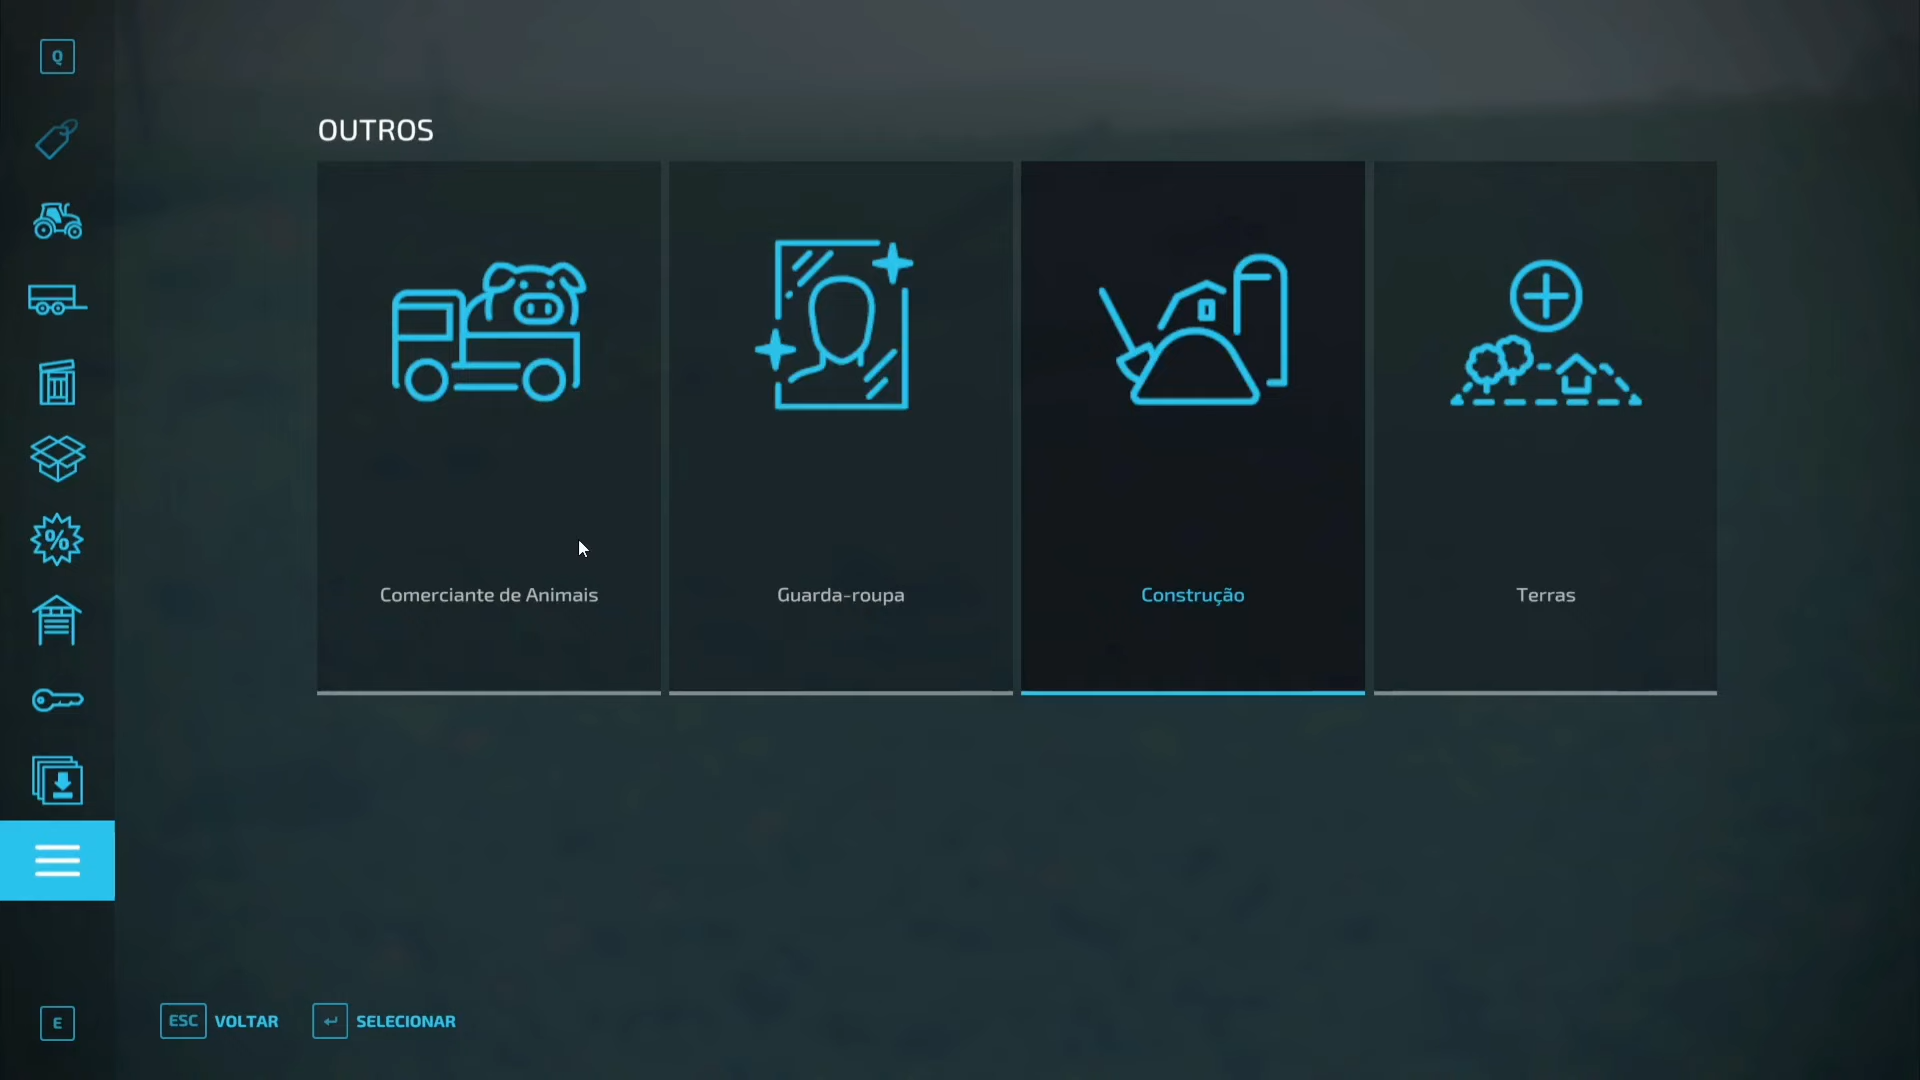 Q
OUTROS
%
Comerciante de Animais
Guarda-roupa
Construção
Terras
E
ESC VOLTAR
↵ SELECIONAR